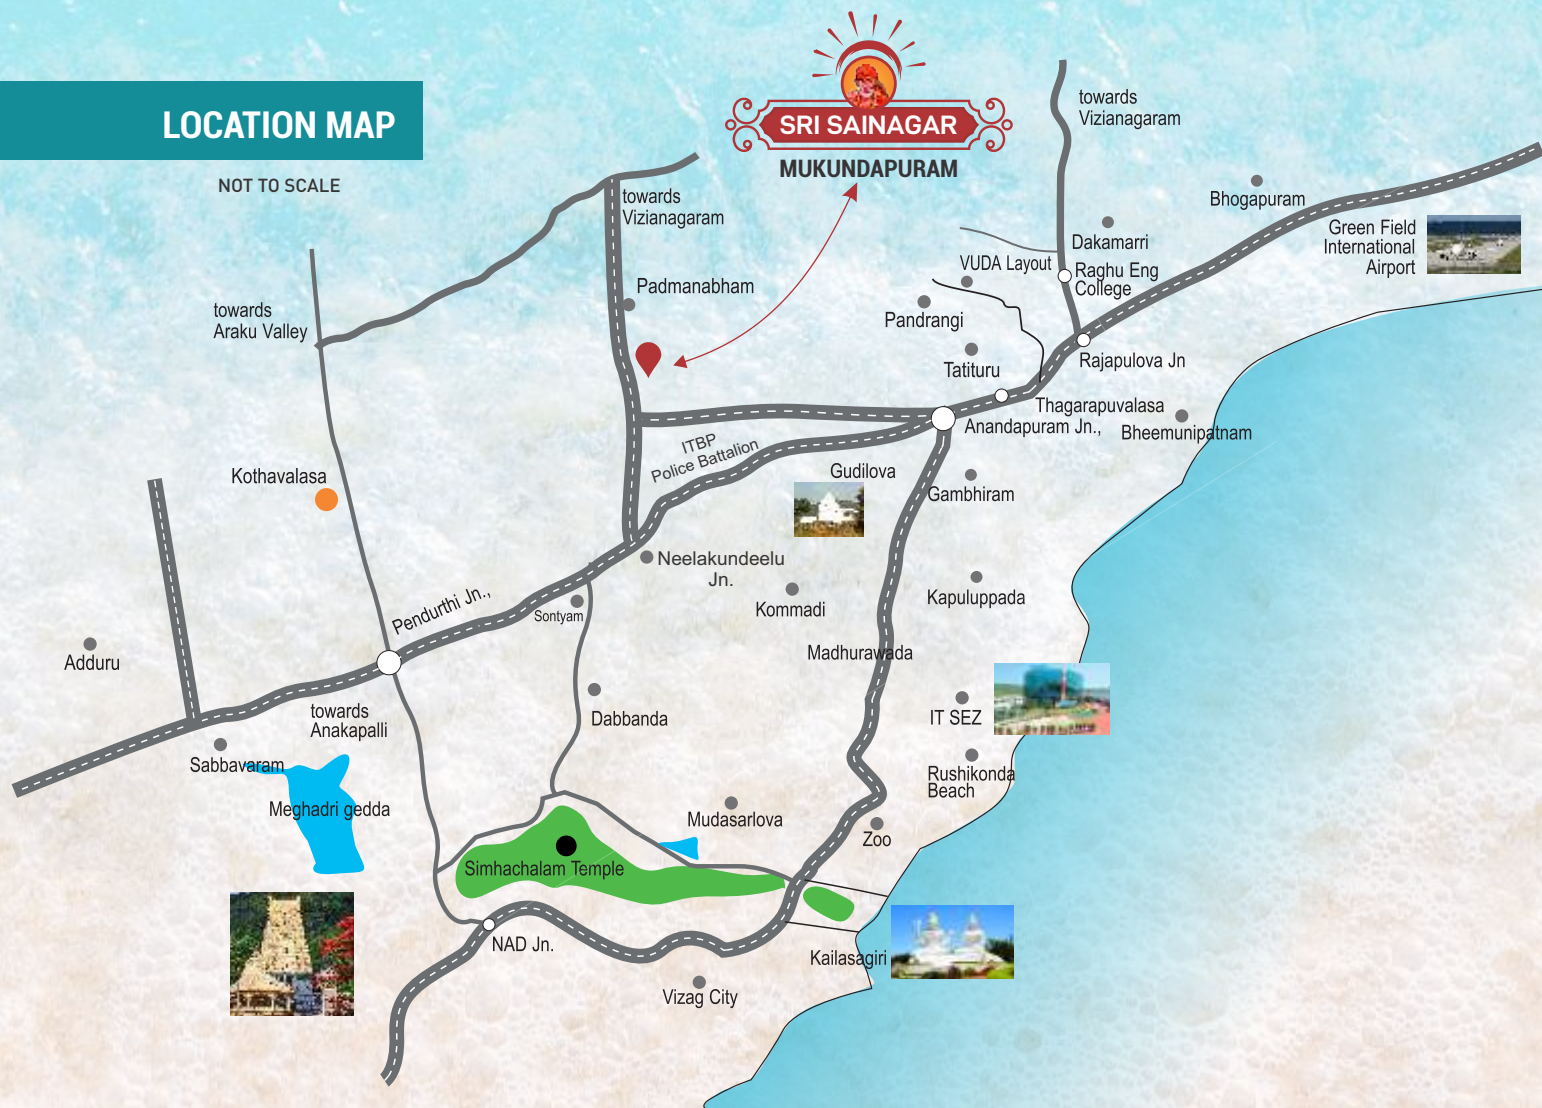 LOCATION MAP
NOT TO SCALE
SRI SAINAGAR
MUKUNDAPURAM
towards
Vizianagaram
towards
Vizianagaram
Bhogapuram
Green Field
International
Airport
Dakamarri
VUDA Layout
Raghu Eng
College
Padmanabham
Pandrangi
towards
Araku Valley
Tatituru
Rajapulova Jn
Thagarapuvalasa
Anandapuram Jn.,
Bheemunipatnam
ITBP
Police Battalion
Gudilova
Gambhiram
Kothavalasa
Neelakundeelu
Jn.
Kommadi
Kapuluppada
Pendurthi Jn.,
Sontyam
Adduru
Madhurawada
towards
Anakapalli
Dabbanda
IT SEZ
Sabbavaram
Rushikonda
Beach
Meghadri gedda
Mudasarlova
Zoo
Simhachalam Temple
NAD Jn.
Kailasagiri
Vizag City